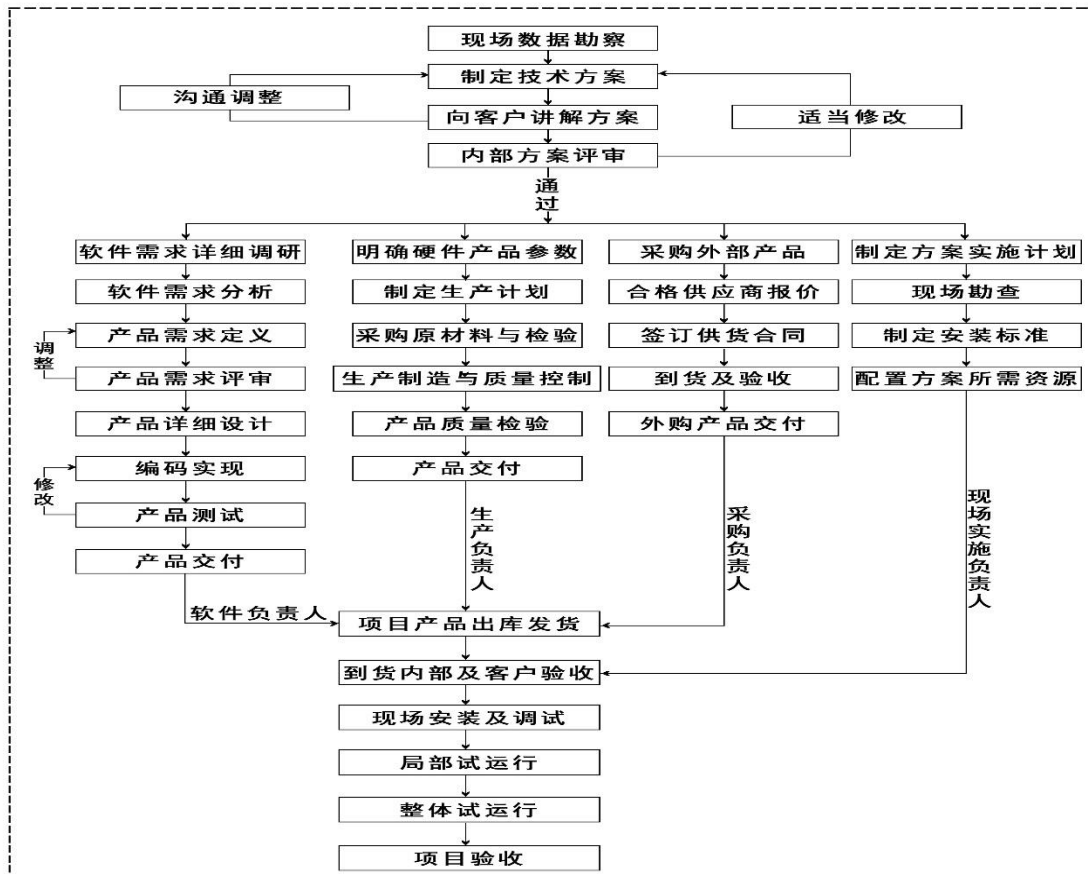 现场数据勘察
制定技术方案
沟通调整
向客户讲解方案
适当修改
内部方案评审
通过
软件需求详细调研
明确硬件产品参数
采购外部产品
制定方案实施计划
软件需求分析
制定生产计划
合格供应商报价
现场勘查
产品需求定义
采购原材料与检验
签订供货合同
制定安装标准
调整
产品需求评审
生产制造与质量控制
到货及验收
配置方案所需资源
产品详细设计
产品质量检验
外购产品交付
编码实现
产品交付
修改
产品测试
生产负责人
采购负责人
现场实施负责人
产品交付
软件负责人
项目产品出库发货
到货内部及客户验收
现场安装及调试
局部试运行
整体试运行
项目验收